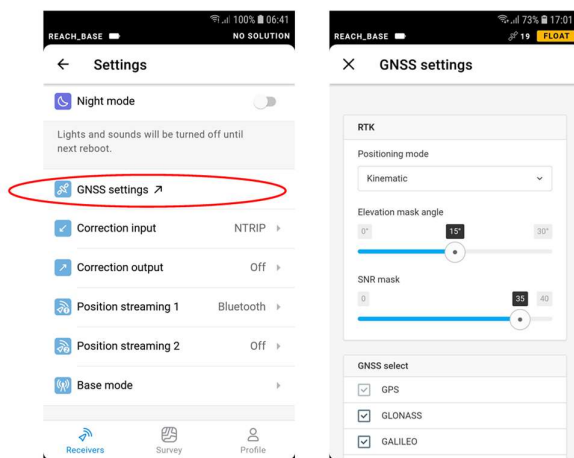 100% 06:41
REACH_BASE NO SOLUTION
Settings
Night mode
Lights and sounds will be turned off until
next reboot.
GNSS settings
Correction input NTRIP
Correction output Off
Position streaming 1 Bluetooth
Position streaming 2 Off
Base mode
Receivers Survey Profile
73% 17:01
REACH_BASE 19 FLOAT
GNSS settings
RTK
Positioning mode
Kinematic
Elevation mask angle
0° 15° 30°
SNR mask
0 35 40
GNSS select
GPS
GLONASS
GALILEO